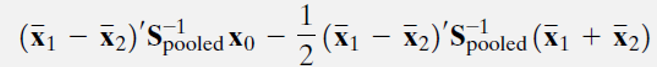 (x̄₁ − x̄₂)′S⁻¹pooled x₀ − 1/2 (x̄₁ − x̄₂)′S⁻¹pooled (x̄₁ + x̄₂)